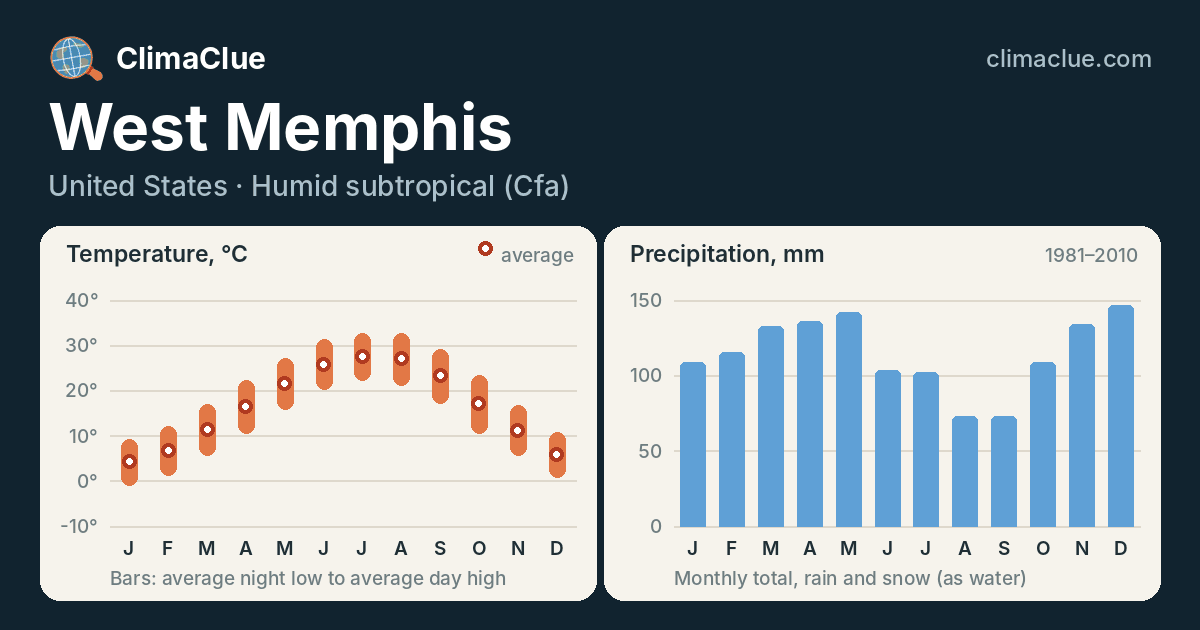 ClimaClue
climaclue.com
West Memphis
United States · Humid subtropical (Cfa)
Temperature, °C
average
40°
30°
20°
10°
0°
-10°
J F M A M J J A S O N D
Bars: average night low to average day high
Precipitation, mm
1981–2010
150
100
50
0
J F M A M J J A S O N D
Monthly total, rain and snow (as water)